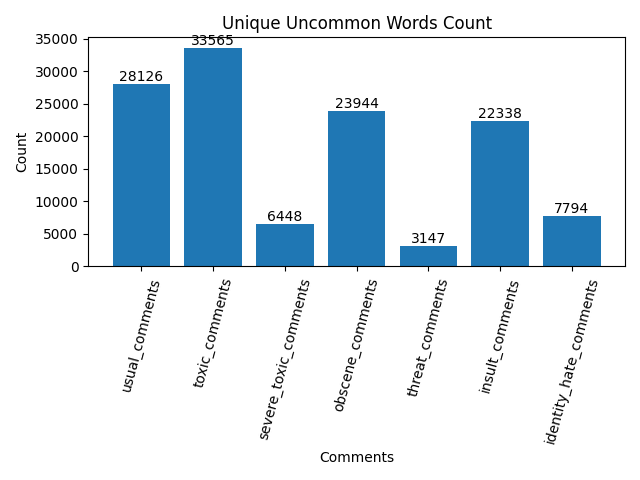 Unique Uncommon Words Count
35000
30000
25000
20000
15000
10000
5000
0
Count
28126
33565
6448
23944
3147
22338
7794
usual_comments
toxic_comments
severe_toxic_comments
obscene_comments
threat_comments
insult_comments
identity_hate_comments
Comments